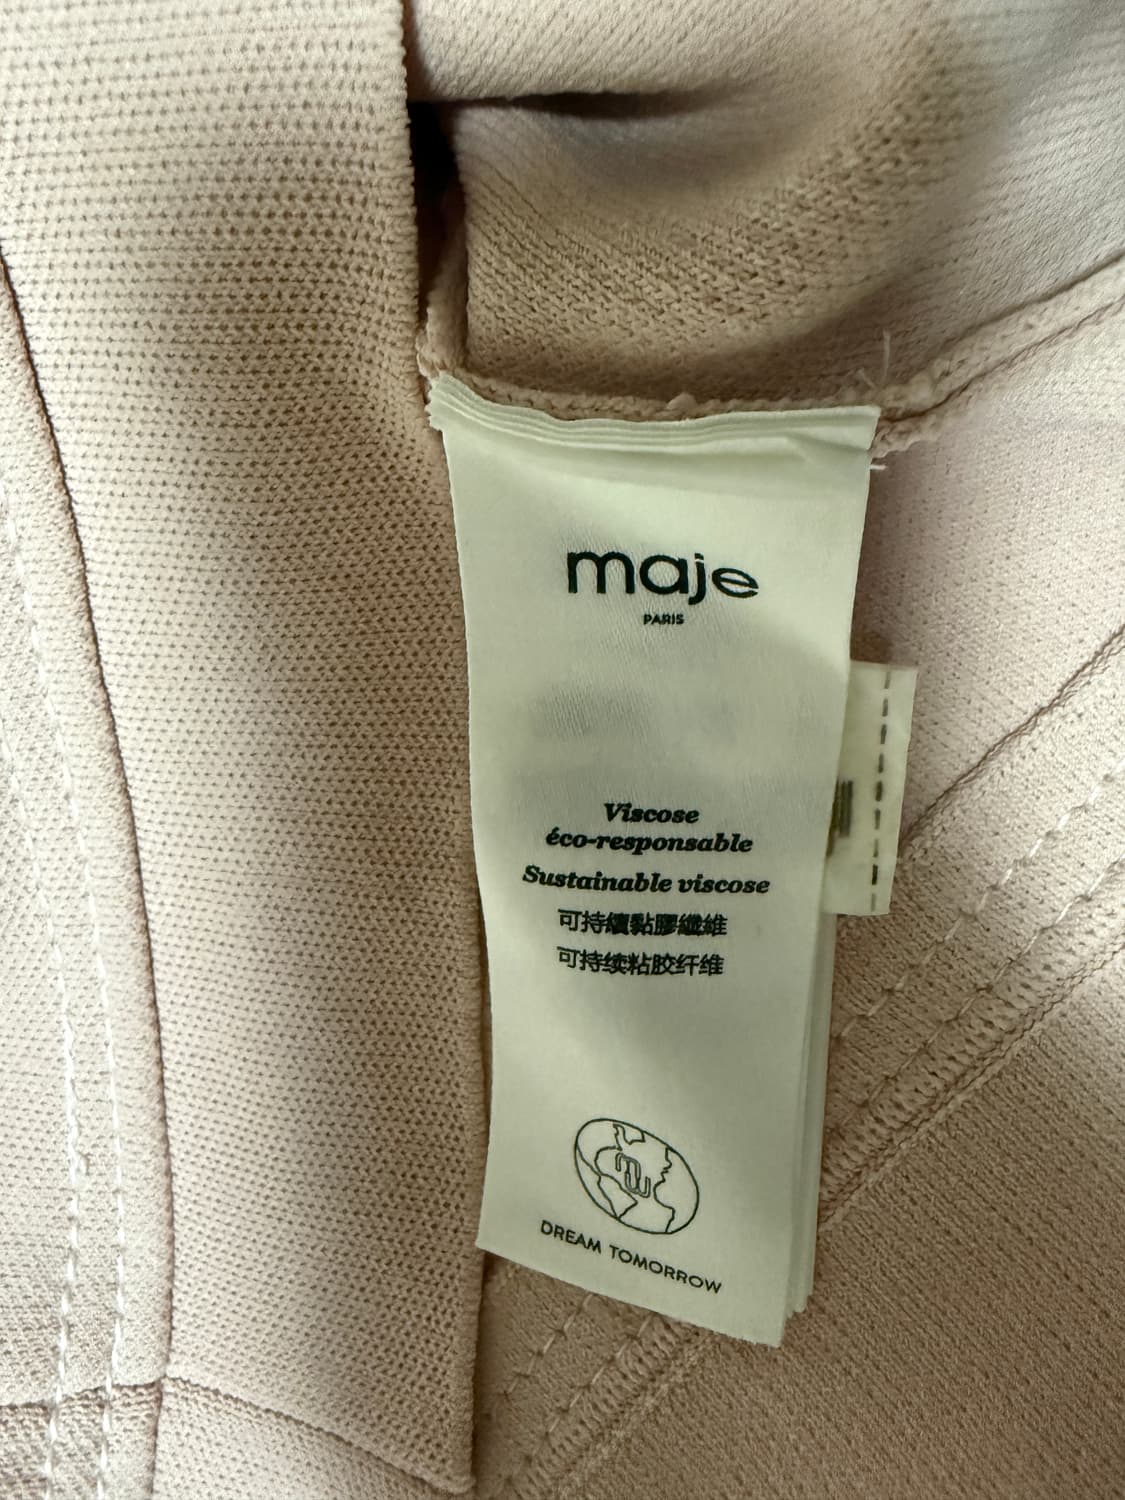 maje
PARIS
Viscose
éco-responsable
Sustainable viscose
可持續黏膠纖維
可持续粘胶纤维
DREAM TOMORROW